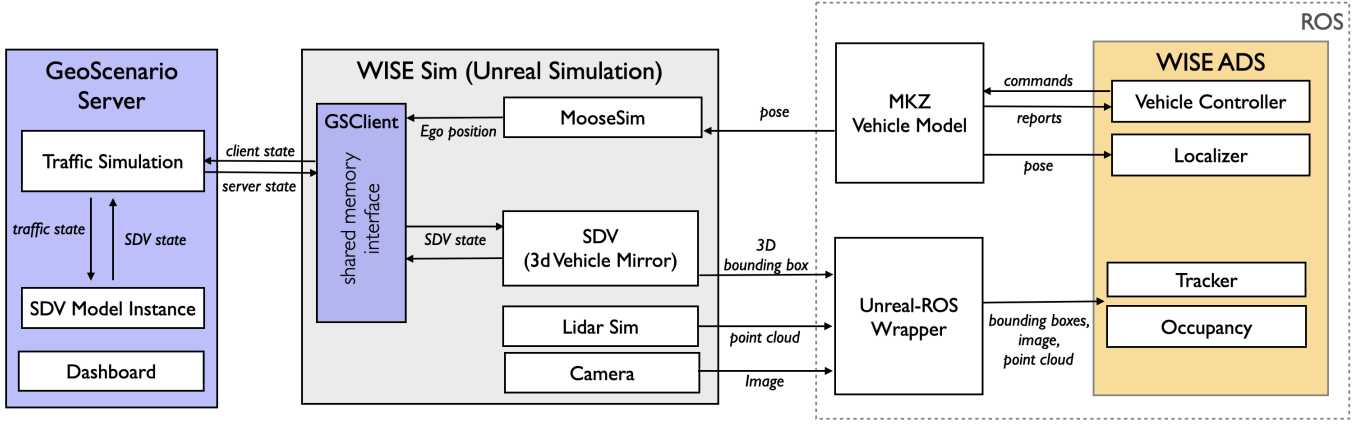 ROS
GeoScenario
Server
Traffic Simulation
traffic state
SDV state
SDV Model Instance
Dashboard
client state
server state
WISE Sim (Unreal Simulation)
GSClient
shared memory
interface
Ego position
MooseSim
SDV state
SDV
(3d Vehicle Mirror)
Lidar Sim
Camera
pose
3D
bounding box
point cloud
Image
MKZ
Vehicle Model
Unreal-ROS
Wrapper
commands
reports
pose
bounding boxes,
image,
point cloud
WISE ADS
Vehicle Controller
Localizer
Tracker
Occupancy